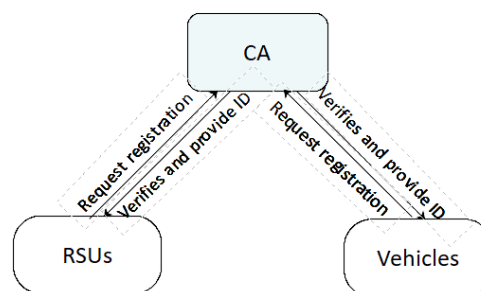 CA
Request registration
Verifies and provide ID
Request registration
Verifies and provide ID
RSUs
Vehicles